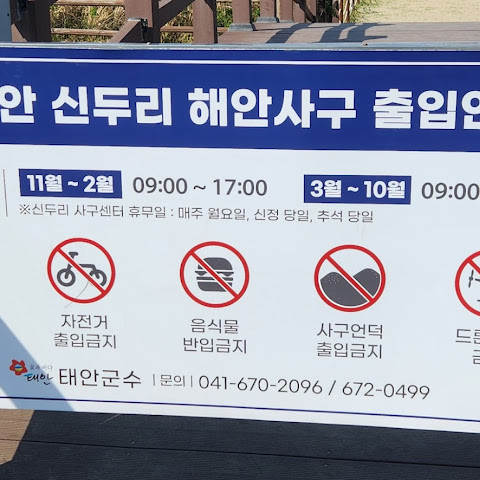 안 신두리 해안사구 출입안
11월 ~ 2월 09:00 ~ 17:00 3월 ~ 10월 09:00
※신두리 사구센터 휴무일 : 매주 월요일, 신정 당일, 추석 당일
자전거 출입금지
음식물 반입금지
사구언덕 출입금지
드론
금
태안 태안군수 | 문의 | 041-670-2096 / 672-0499